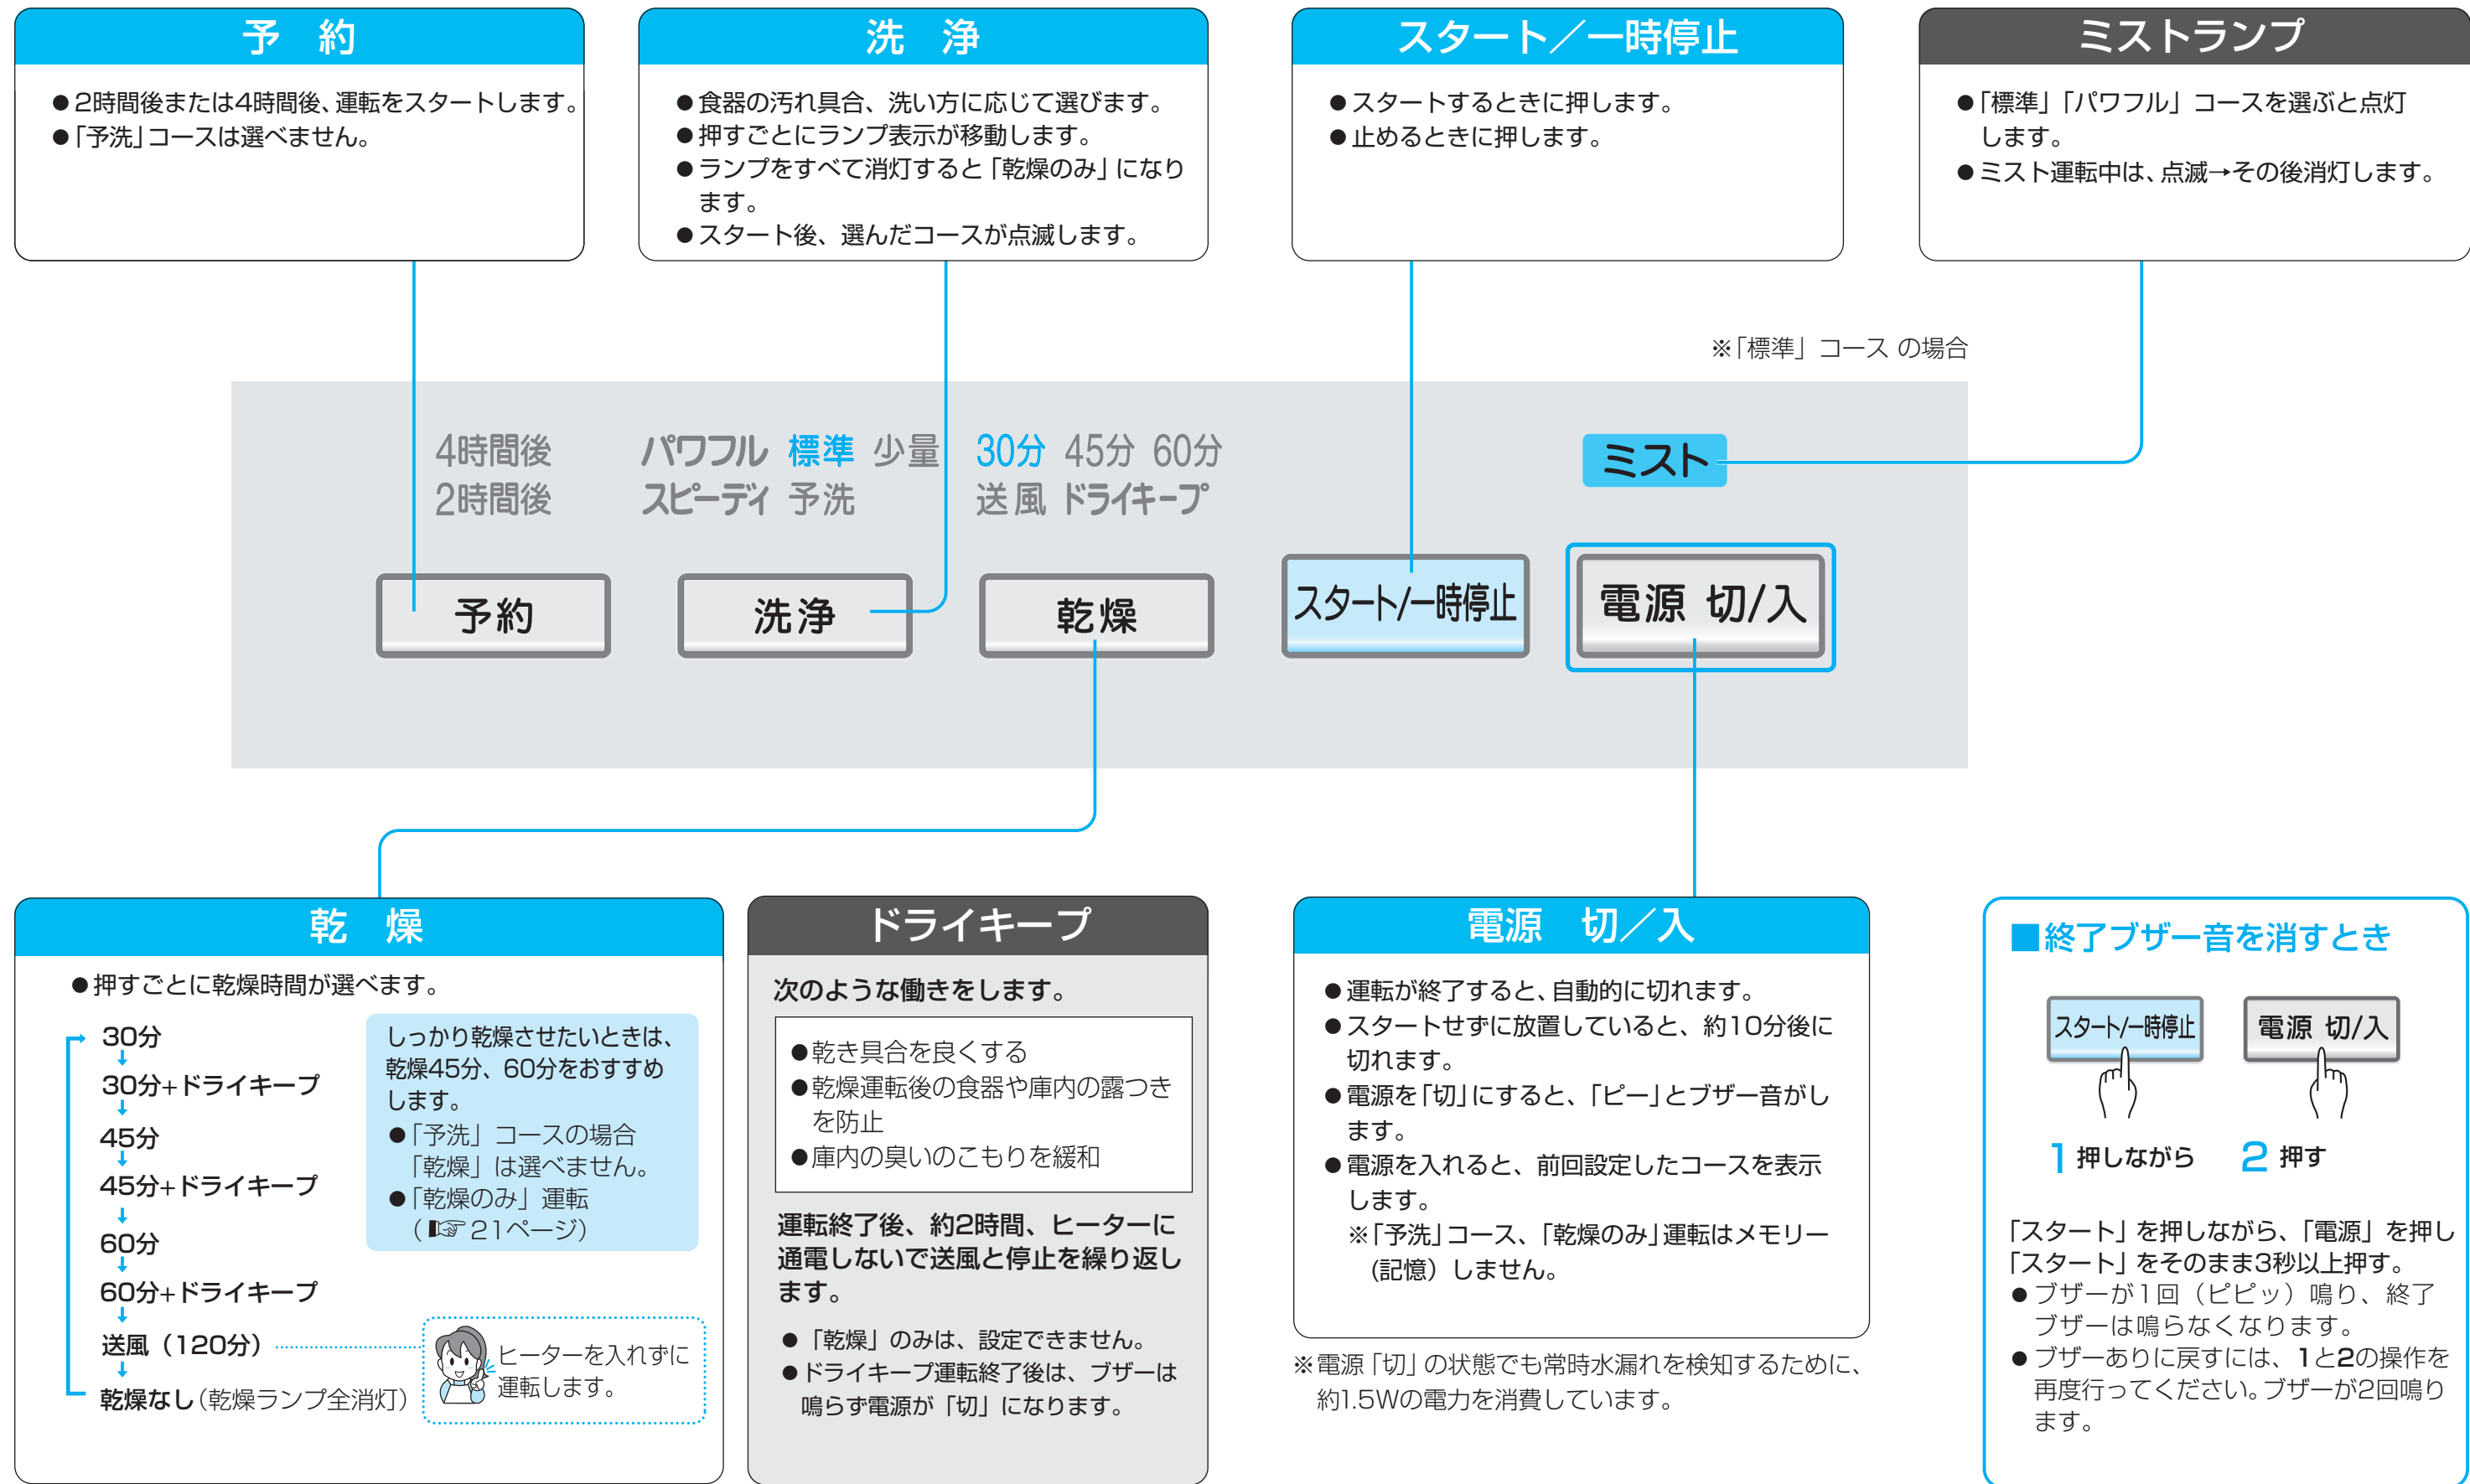 予 約
●2時間後または4時間後、運転をスタートします。
●「予洗」コースは選べません。
洗 浄
●食器の汚れ具合、洗い方に応じて選びます。
●押すごとにランプ表示が移動します。
●ランプをすべて消灯すると「乾燥のみ」になり
ます。
●スタート後、選んだコースが点滅します。
スタート／一時停止
●スタートするときに押します。
●止めるときに押します。
ミストランプ
●「標準」「パワフル」コースを選ぶと点灯
します。
●ミスト運転中は、点滅→その後消灯します。
※「標準」コース の場合
4時間後 パワフル 標準 少量 30分 45分 60分 ミスト
2時間後 スピーディ 予洗 送風 ドライキープ
予約 洗浄 乾燥 スタート/一時停止 電源 切/入
乾 燥
●押すごとに乾燥時間が選べます。
30分
30分+ドライキープ
45分
45分+ドライキープ
60分
60分+ドライキープ
送風（120分）
乾燥なし（乾燥ランプ全消灯）
しっかり乾燥させたいときは、
乾燥45分、60分をおすすめ
します。
●「予洗」コースの場合
「乾燥」は選べません。
●「乾燥のみ」運転
（☞21ページ）
ヒーターを入れずに
運転します。
ドライキープ
次のような働きをします。
●乾き具合を良くする
●乾燥運転後の食器や庫内の露つき
を防止
●庫内の臭いのこもりを緩和
運転終了後、約2時間、ヒーターに
通電しないで送風と停止を繰り返し
ます。
●「乾燥」のみは、設定できません。
●ドライキープ運転終了後は、ブザーは
鳴らず電源が「切」になります。
電源 切／入
●運転が終了すると、自動的に切れます。
●スタートせずに放置していると、約10分後に
切れます。
●電源を「切」にすると、「ピー」とブザー音がし
ます。
●電源を入れると、前回設定したコースを表示
します。
※「予洗」コース、「乾燥のみ」運転はメモリー
(記憶）しません。
※電源「切」の状態でも常時水漏れを検知するために、
約1.5Wの電力を消費しています。
■終了ブザー音を消すとき
スタート/一時停止 電源 切/入
1 押しながら 2 押す
「スタート」を押しながら、「電源」を押し
「スタート」をそのまま3秒以上押す。
●ブザーが1回（ピピッ）鳴り、終了
ブザーは鳴らなくなります。
●ブザーありに戻すには、1と2の操作を
再度行ってください。ブザーが2回鳴り
ます。